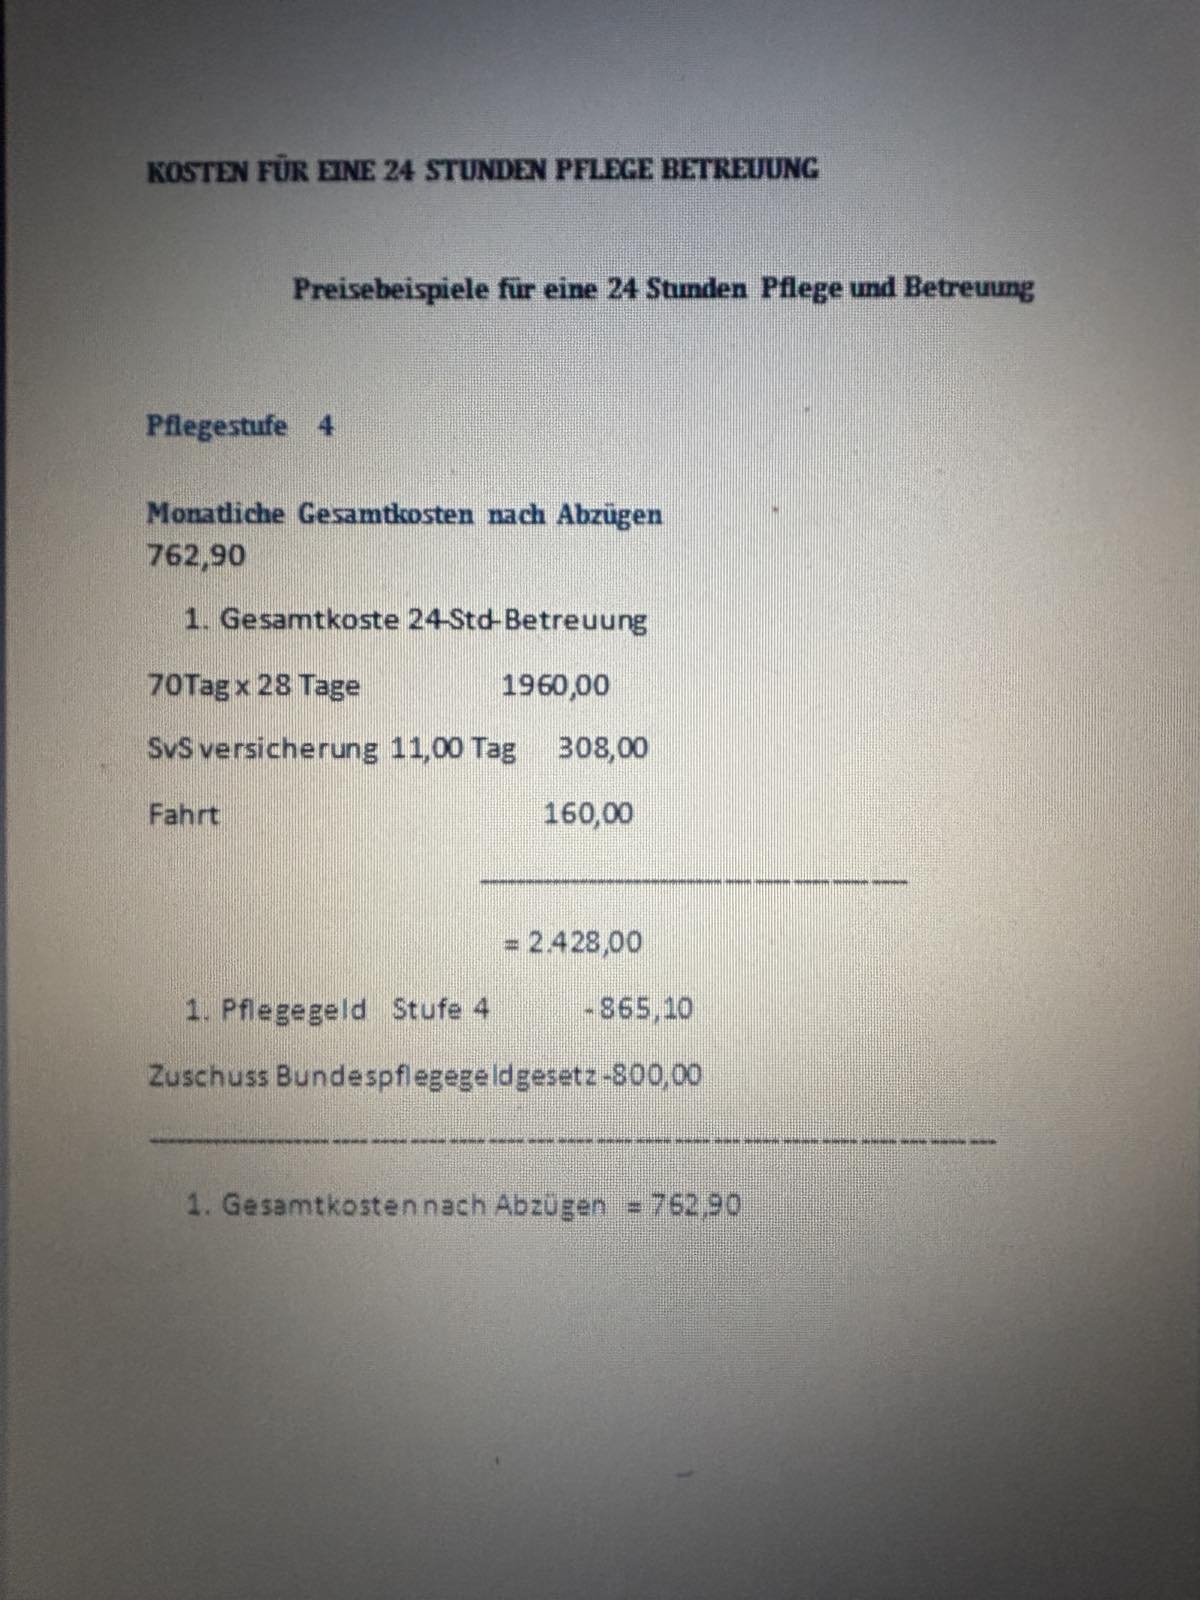 KOSTEN FÜR EINE 24 STUNDEN PFLEGE BETREUUNG
Preisebeispiele für eine 24 Stunden Pflege und Betreuung
Pflegestufe 4
Monatliche Gesamtkosten nach Abzügen
762,90
1. Gesamtkoste 24-Std-Betreuung
70Tag x 28 Tage 1960,00
SvS versicherung 11,00 Tag 308,00
Fahrt 160,00
= 2.428,00
1. Pflegegeld Stufe 4 -865,10
Zuschuss Bundespflegegeldgesetz -800,00
1. Gesamtkosten nach Abzügen = 762,90